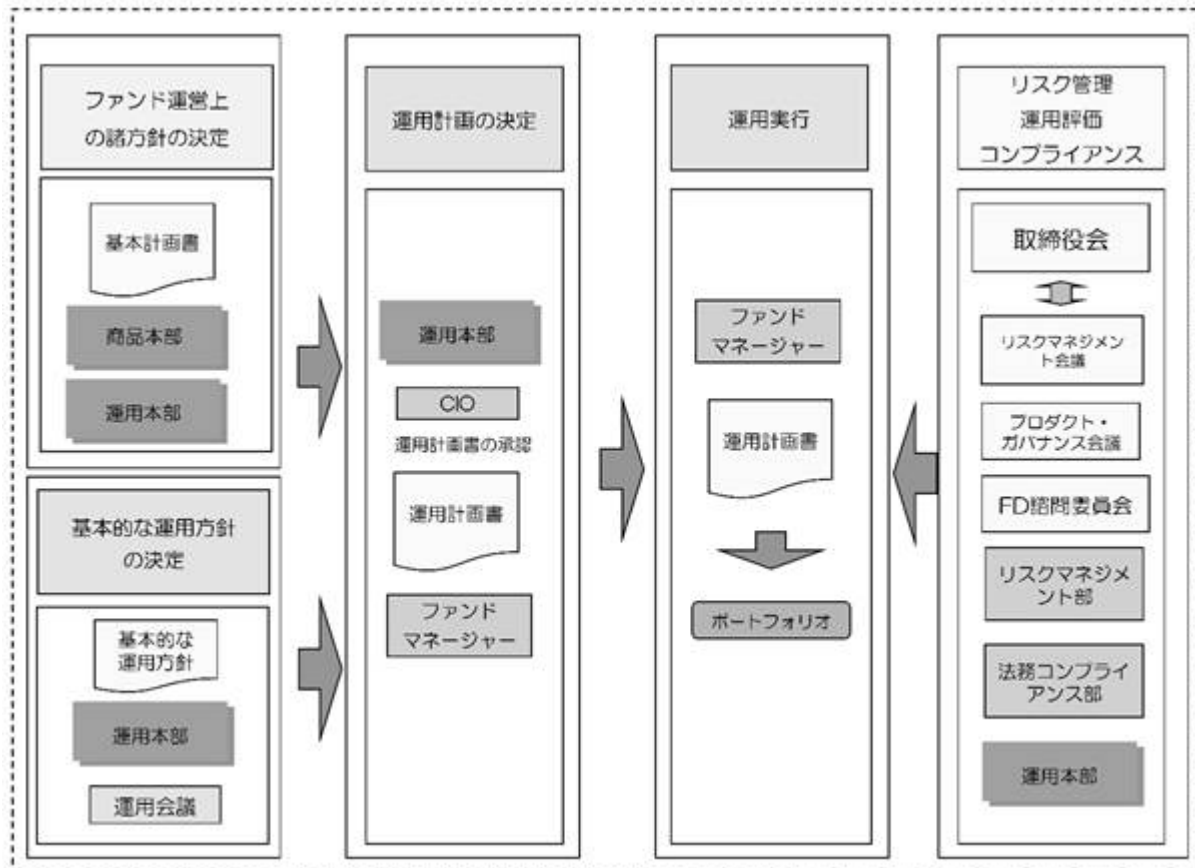 ファンド運営上
の諸方針の決定
基本計画書
商品本部
運用本部
基本的な運用方針
の決定
基本的な
運用方針
運用本部
運用会議
運用計画の決定
運用本部
CIO
運用計画書の承認
運用計画書
ファンド
マネージャー
運用実行
ファンド
マネージャー
運用計画書
ポートフォリオ
リスク管理
運用評価
コンプライアンス
取締役会
リスクマネジメン
ト会議
プロダクト・
ガバナンス会議
FD諮問委員会
リスクマネジメ
ント部
法務コンプライ
アンス部
運用本部